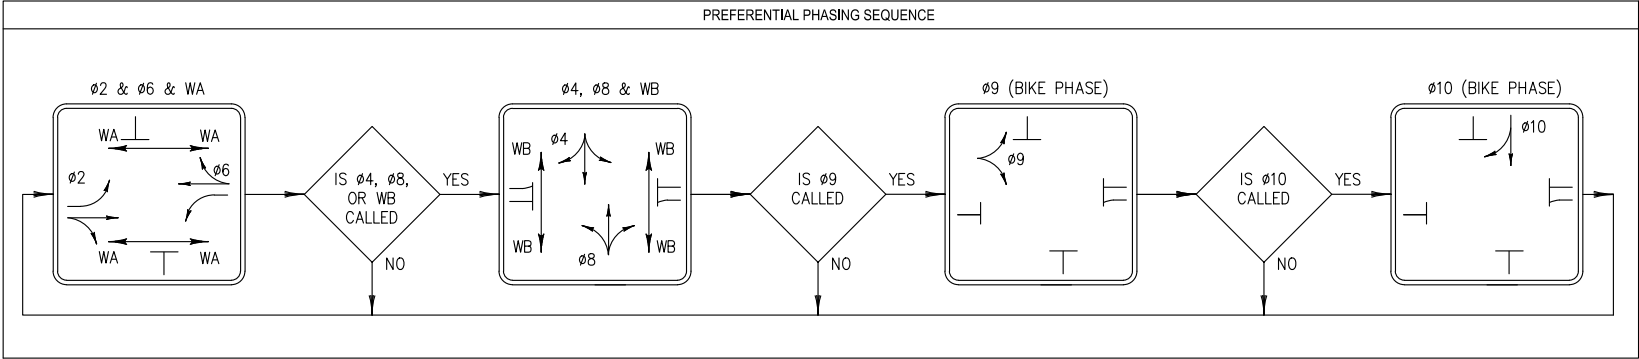 PREFERENTIAL PHASING SEQUENCE
ø2 & ø6 & WA
WA
WA
ø2
ø6
WA
WA
IS ø4, ø8,
OR WB
CALLED
YES
NO
ø4, ø8 & WB
WB
ø4
WB
WB
ø8
WB
IS ø9
CALLED
YES
NO
ø9 (BIKE PHASE)
ø9
IS ø10
CALLED
YES
NO
ø10 (BIKE PHASE)
ø10